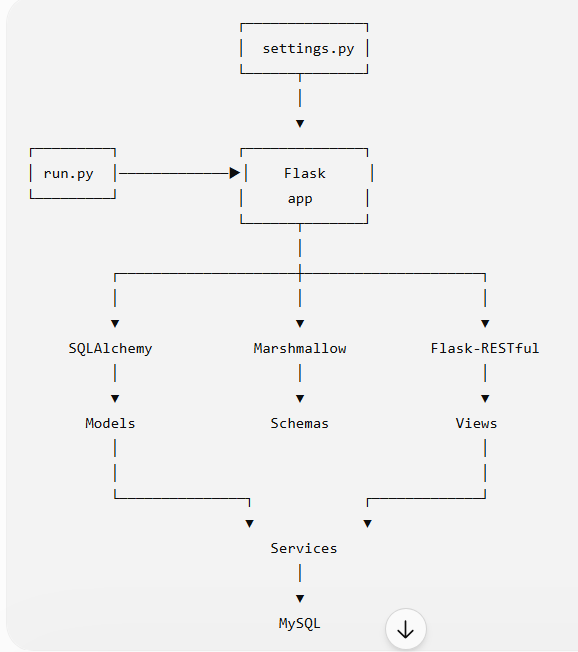 settings.py
run.py
Flask
app
SQLAlchemy Marshmallow Flask-RESTful
Models Schemas Views
Services
MySQL